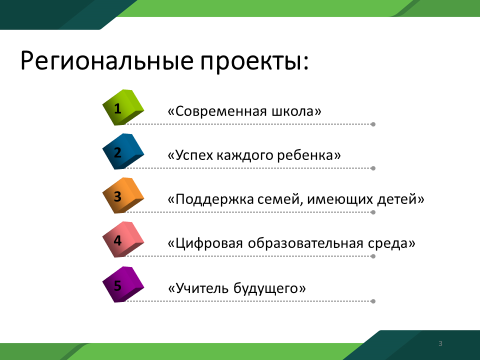 Региональные проекты:
1 «Современная школа»
2 «Успех каждого ребенка»
3 «Поддержка семей, имеющих детей»
4 «Цифровая образовательная среда»
5 «Учитель будущего»
3